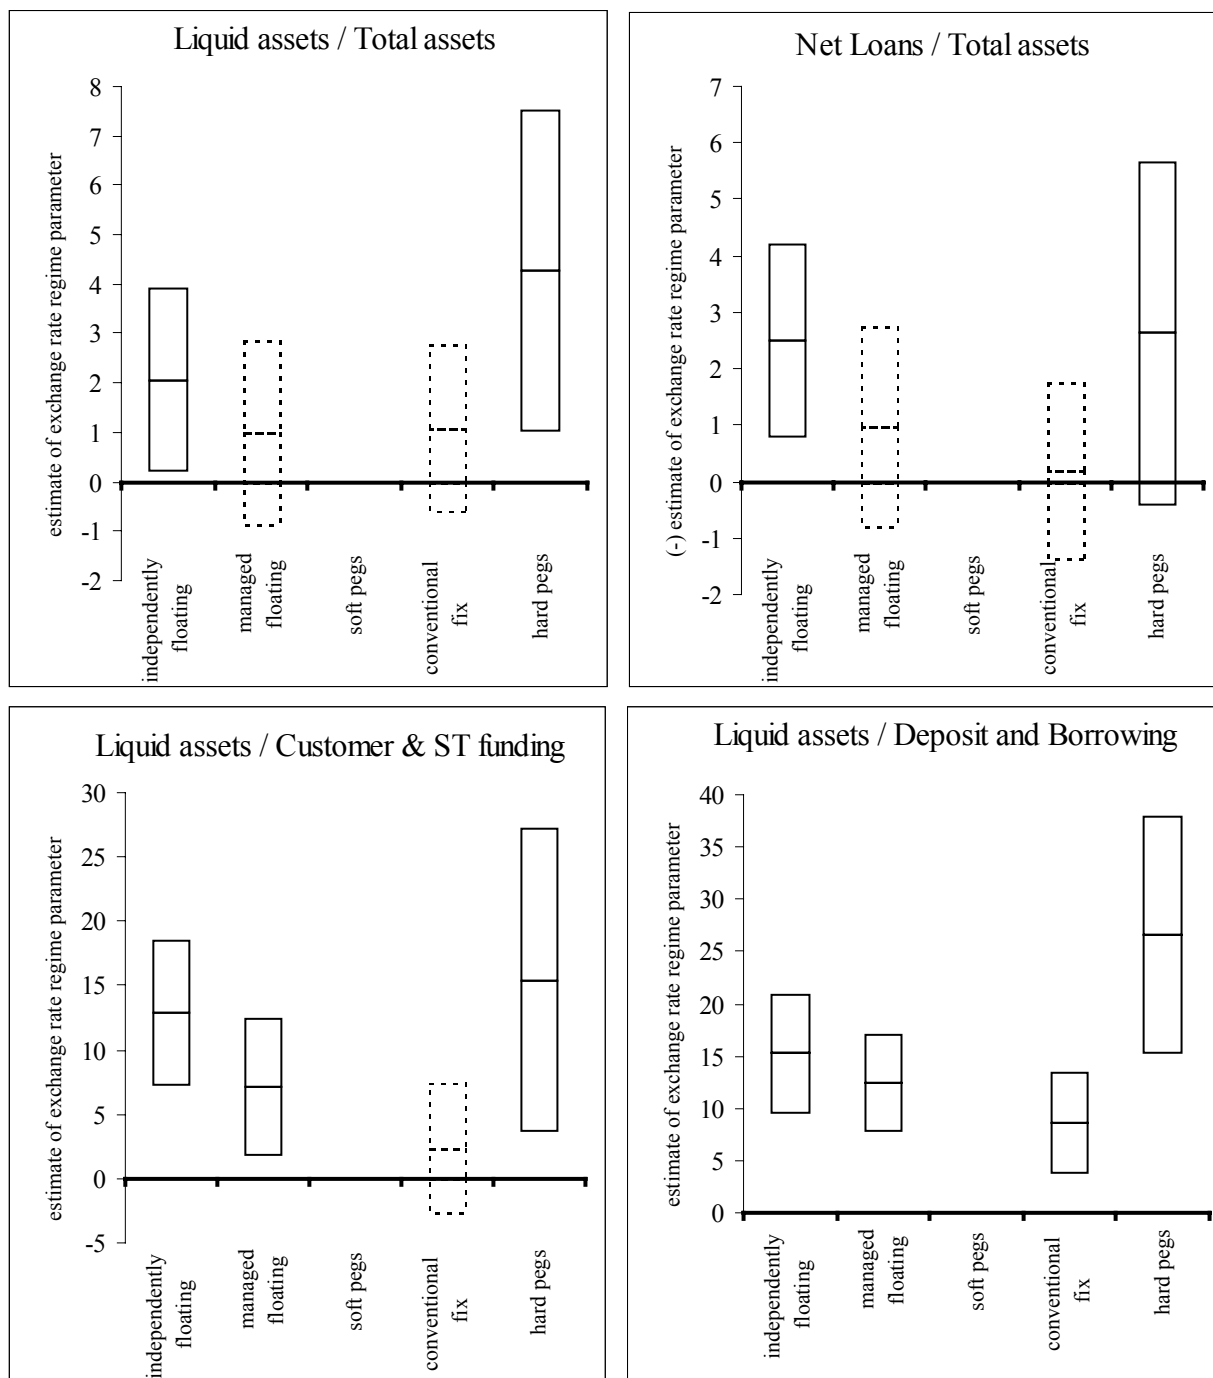 Liquid assets / Total assets
estimate of exchange rate regime parameter
8
7
6
5
4
3
2
1
0
-1
-2
independently
floating
managed
floating
soft pegs
conventional
fix
hard pegs
Net Loans / Total assets
(-) estimate of exchange rate regime parameter
7
6
5
4
3
2
1
0
-1
-2
independently
floating
managed
floating
soft pegs
conventional
fix
hard pegs
Liquid assets / Customer & ST funding
estimate of exchange rate regime parameter
30
25
20
15
10
5
0
-5
independently
floating
managed
floating
soft pegs
conventional
fix
hard pegs
Liquid assets / Deposit and Borrowing
estimate of exchange rate regime parameter
40
35
30
25
20
15
10
5
0
independently
floating
managed
floating
soft pegs
conventional
fix
hard pegs